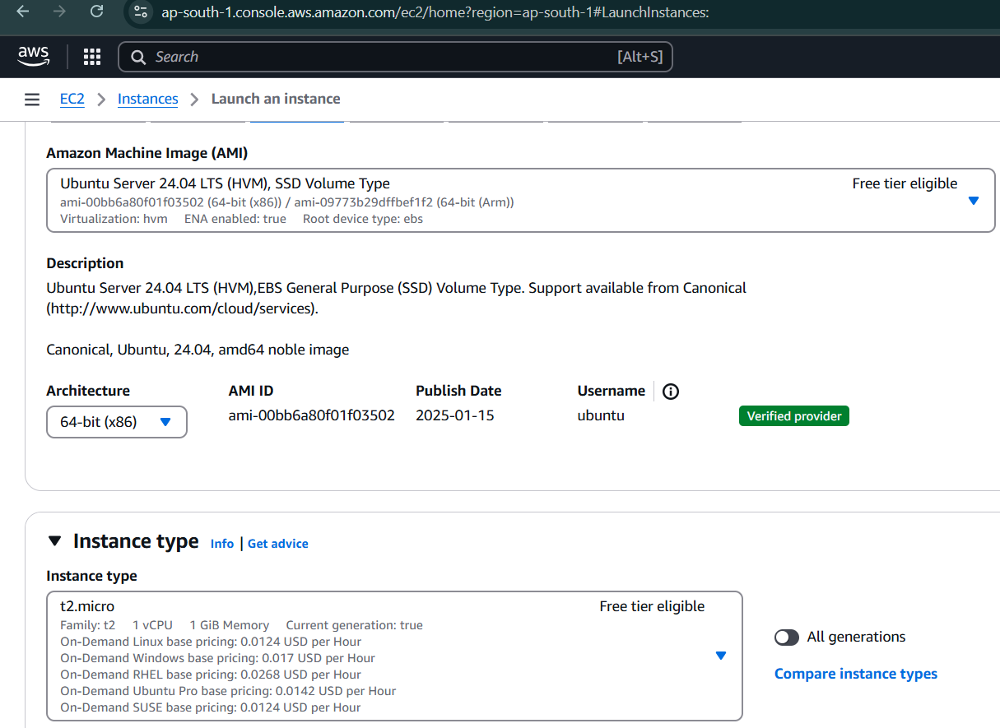 ap-south-1.console.aws.amazon.com/ec2/home?region=ap-south-1#LaunchInstances:
aws
Search [Alt+S]
EC2 Instances Launch an instance
Amazon Machine Image (AMI)
Ubuntu Server 24.04 LTS (HVM), SSD Volume Type Free tier eligible
ami-00bb6a80f01f03502 (64-bit (x86)) / ami-09773b29dffbef1f2 (64-bit (Arm))
Virtualization: hvm ENA enabled: true Root device type: ebs
Description
Ubuntu Server 24.04 LTS (HVM),EBS General Purpose (SSD) Volume Type. Support available from Canonical
(http://www.ubuntu.com/cloud/services).
Canonical, Ubuntu, 24.04, amd64 noble image
Architecture AMI ID Publish Date Username
64-bit (x86) ami-00bb6a80f01f03502 2025-01-15 ubuntu Verified provider
Instance type Info | Get advice
Instance type
t2.micro Free tier eligible
Family: t2 1 vCPU 1 GiB Memory Current generation: true
On-Demand Linux base pricing: 0.0124 USD per Hour
On-Demand Windows base pricing: 0.017 USD per Hour
On-Demand RHEL base pricing: 0.0268 USD per Hour
On-Demand Ubuntu Pro base pricing: 0.0142 USD per Hour
On-Demand SUSE base pricing: 0.0124 USD per Hour
All generations
Compare instance types